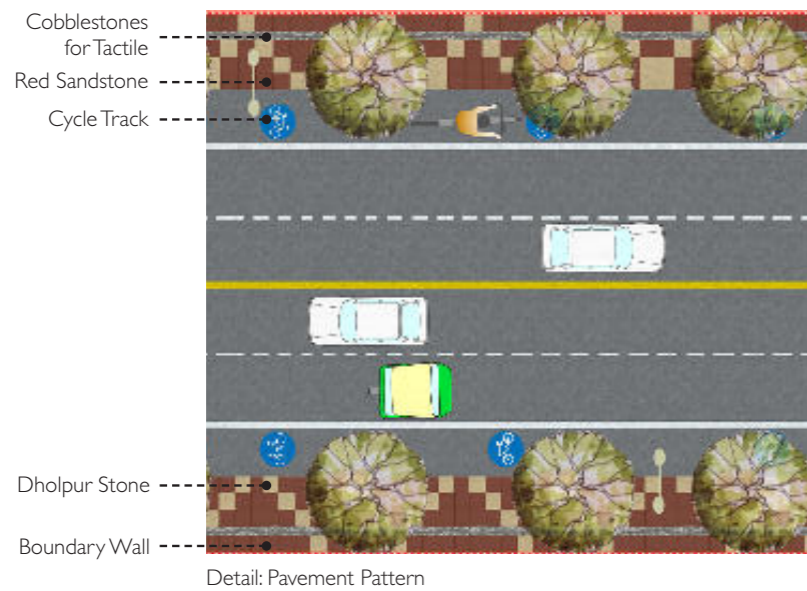 Cobblestones
for Tactile
Red Sandstone
Cycle Track
Dholpur Stone
Boundary Wall
Detail: Pavement Pattern